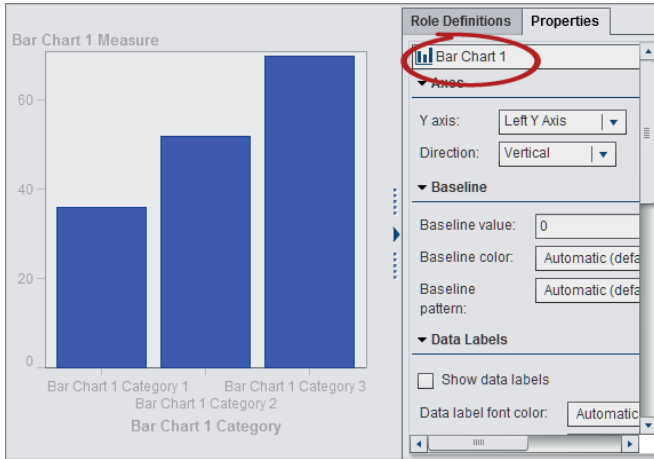 Bar Chart 1 Measure
60
40
20
0
Bar Chart 1 Category 1
Bar Chart 1 Category 2
Bar Chart 1 Category 3
Bar Chart 1 Category
Role Definitions
Properties
Bar Chart 1
Axes
Y axis: Left Y Axis
Direction: Vertical
Baseline
Baseline value: 0
Baseline color: Automatic (defa
Baseline pattern: Automatic (defa
Data Labels
Show data labels
Data label font color: Automatic